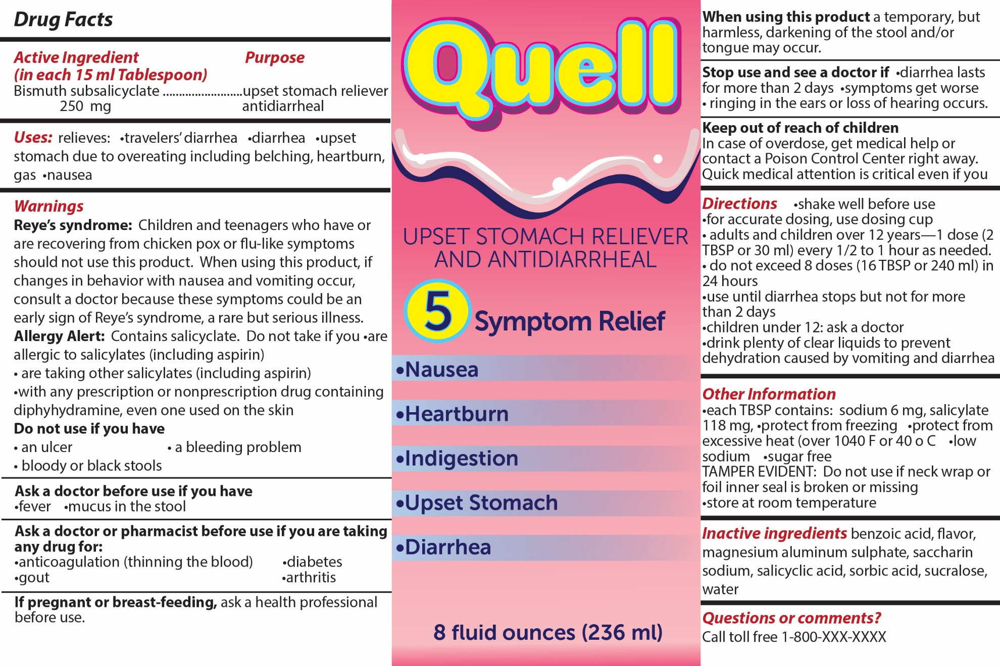 Drug Facts
Active Ingredient Purpose
(in each 15 ml Tablespoon)
Bismuth subsalicyclate .........................upset stomach reliever
250 mg antidiarrheal
Uses: relieves: •travelers’ diarrhea •diarrhea •upset
stomach due to overeating including belching, heartburn,
gas •nausea
Warnings
Reye’s syndrome: Children and teenagers who have or
are recovering from chicken pox or flu-like symptoms
should not use this product. When using this product, if
changes in behavior with nausea and vomiting occur,
consult a doctor because these symptoms could be an
early sign of Reye’s syndrome, a rare but serious illness.
Allergy Alert: Contains salicyclate. Do not take if you •are
allergic to salicylates (including aspirin)
• are taking other salicylates (including aspirin)
•with any prescription or nonprescription drug containing
diphyhydramine, even one used on the skin
Do not use if you have
• an ulcer • a bleeding problem
• bloody or black stools
Ask a doctor before use if you have
•fever •mucus in the stool
Ask a doctor or pharmacist before use if you are taking
any drug for:
•anticoagulation (thinning the blood) •diabetes
•gout •arthritis
If pregnant or breast-feeding, ask a health professional
before use.
Quell
UPSET STOMACH RELIEVER
AND ANTIDIARRHEAL
5 Symptom Relief
•Nausea
•Heartburn
•Indigestion
•Upset Stomach
•Diarrhea
8 fluid ounces (236 ml)
When using this product a temporary, but
harmless, darkening of the stool and/or
tongue may occur.
Stop use and see a doctor if •diarrhea lasts
for more than 2 days •symptoms get worse
• ringing in the ears or loss of hearing occurs.
Keep out of reach of children
In case of overdose, get medical help or
contact a Poison Control Center right away.
Quick medical attention is critical even if you
Directions •shake well before use
•for accurate dosing, use dosing cup
• adults and children over 12 years—1 dose (2
TBSP or 30 ml) every 1/2 to 1 hour as needed.
• do not exceed 8 doses (16 TBSP or 240 ml) in
24 hours
•use until diarrhea stops but not for more
than 2 days
•children under 12: ask a doctor
•drink plenty of clear liquids to prevent
dehydration caused by vomiting and diarrhea
Other Information
•each TBSP contains: sodium 6 mg, salicylate
118 mg, •protect from freezing •protect from
excessive heat (over 1040 F or 40 o C •low
sodium •sugar free
TAMPER EVIDENT: Do not use if neck wrap or
foil inner seal is broken or missing
•store at room temperature
Inactive ingredients benzoic acid, flavor,
magnesium aluminum sulphate, saccharin
sodium, salicyclic acid, sorbic acid, sucralose,
water
Questions or comments?
Call toll free 1-800-XXX-XXXX